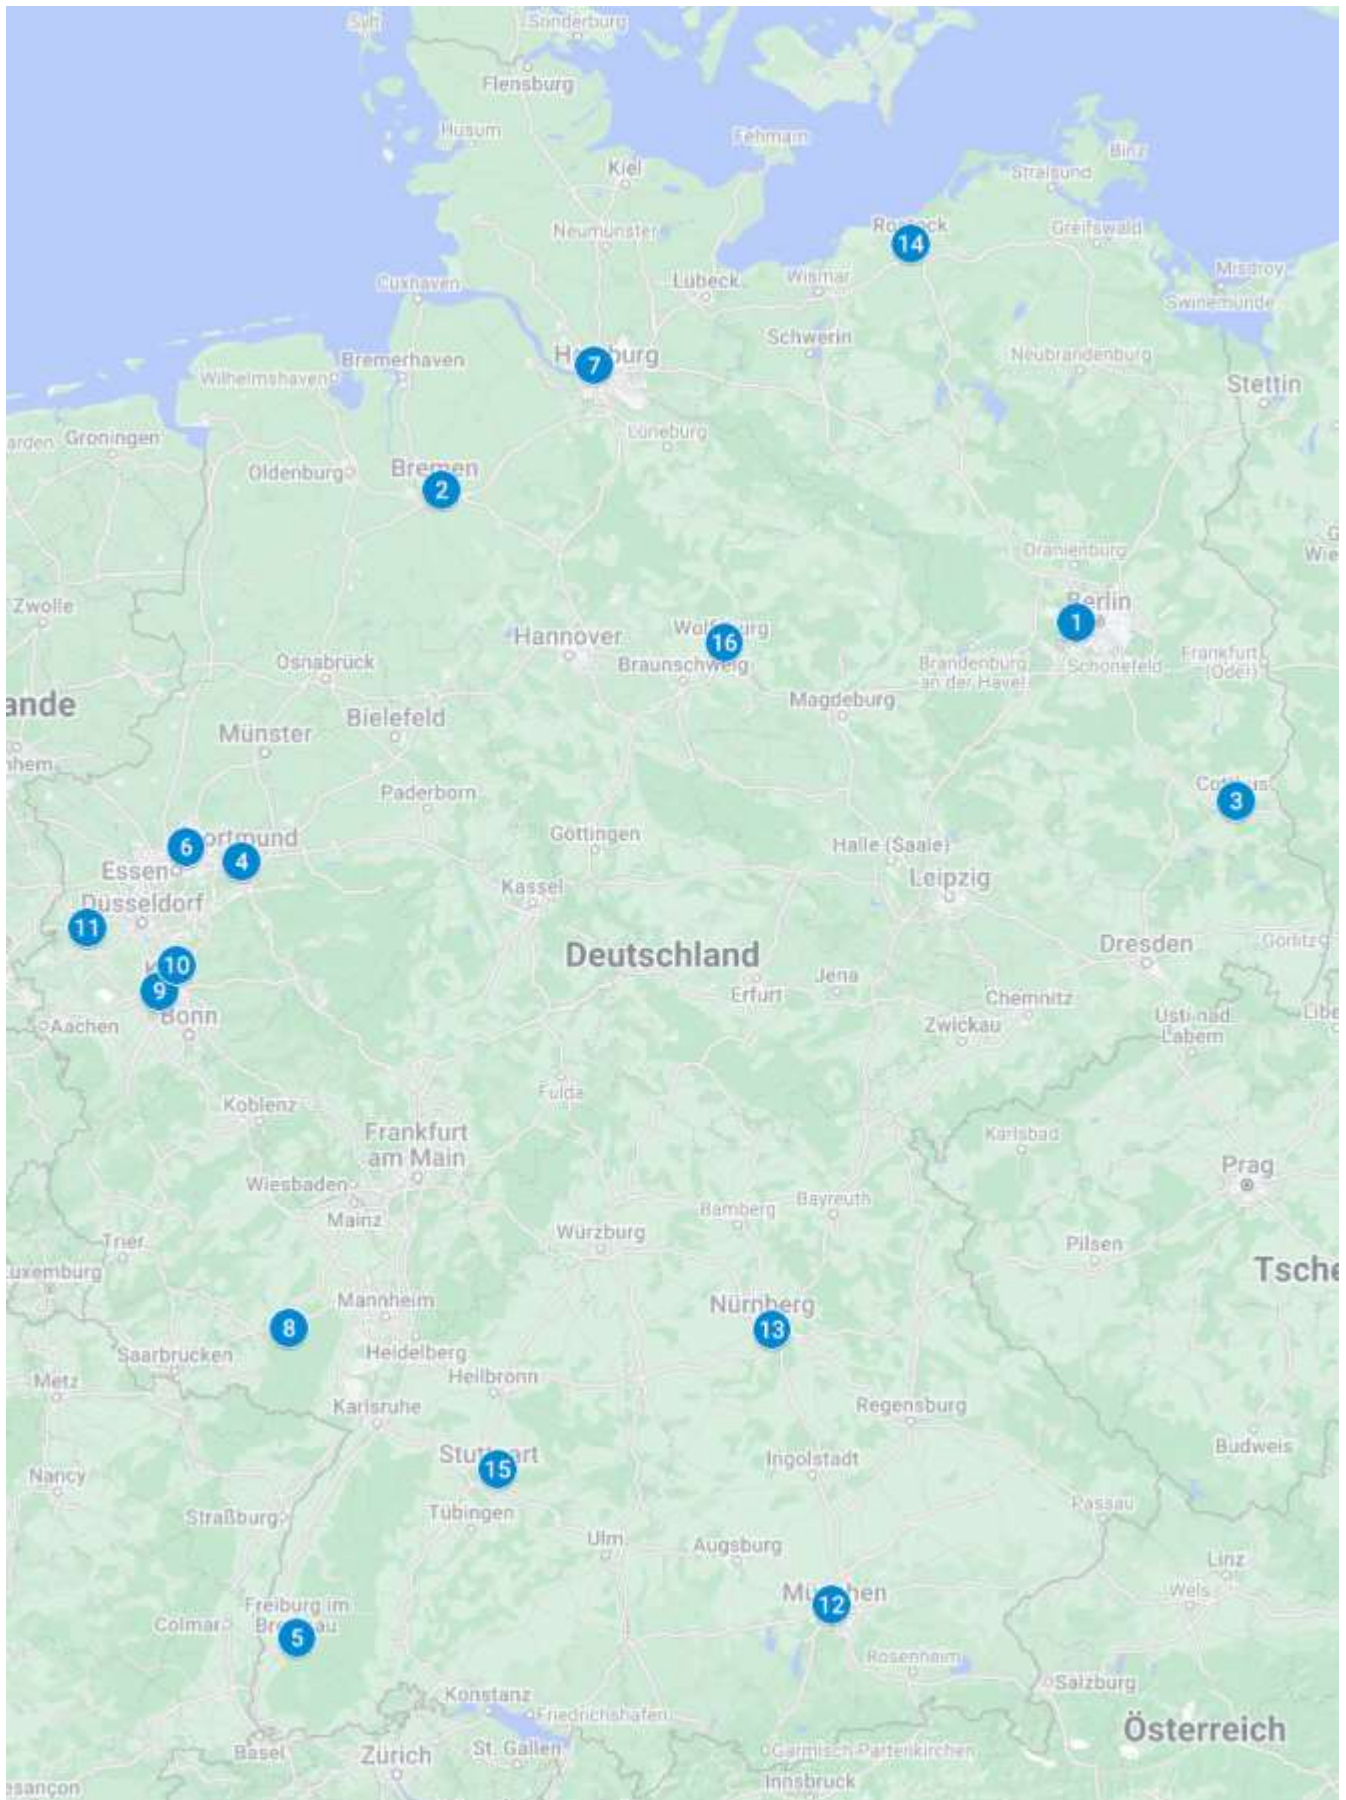 Sylt
Sonderburg
Flensburg
Husum
Fehmarn
Binz
Kiel
Stralsund
Neumünster
14
Greifswald
Cuxhaven
Lübeck
Wismar
Misdroy
Swinemünde
Schwerin
7
Bremerhaven
Neubrandenburg
Wilhelmshaven
Stettin
Groningen
Lüneburg
Oldenburg
Bremen
2
Oranienburg
Berlin
1
Zwolle
Hannover
16
Braunschweig
Osnabrück
Brandenburg
an der Havel
Schönefeld
Frankfurt
(Oder)
Magdeburg
Bielefeld
Münster
Paderborn
3
6
4
Göttingen
Halle (Saale)
Essen
Kassel
Leipzig
Düsseldorf
11
Deutschland
Dresden
Görlitz
10
9
Jena
Erfurt
Chemnitz
Bonn
Aachen
Zwickau
Usti nad
Labem
Fulda
Koblenz
Frankfurt
am Main
Karlsbad
Prag
Wiesbaden
Mainz
Bamberg
Bayreuth
Würzburg
Trier
Pilsen
Mannheim
Nürnberg
8
13
Saarbrücken
Heidelberg
Heilbronn
Metz
Karlsruhe
Regensburg
15
Ingolstadt
Budweis
Nancy
Straßburg
Tübingen
Passau
Ulm
Augsburg
Linz
Wels
12
Freiburg im
5
Colmar
Rosenheim
Salzburg
Konstanz
Friedrichshafen
Österreich
Basel
Zürich
St. Gallen
Garmisch-Partenkirchen
Innsbruck